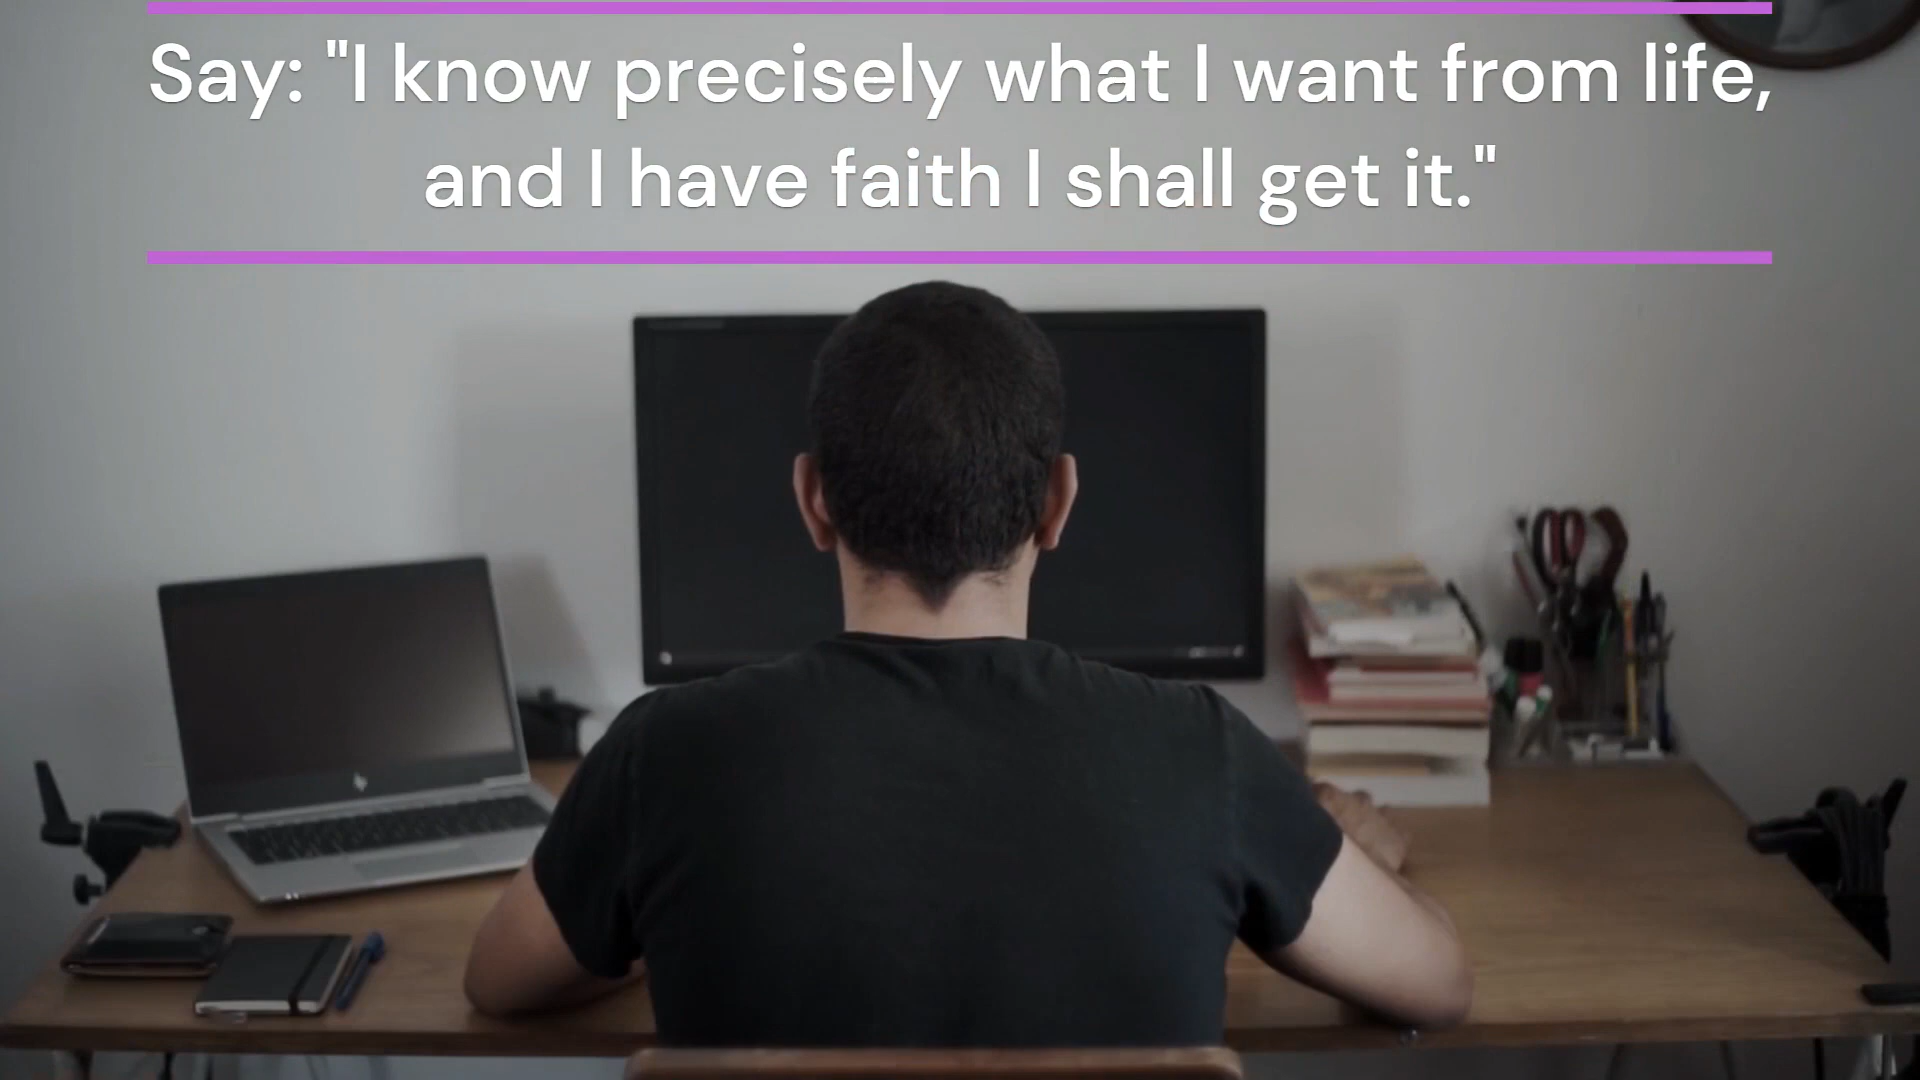 Say: "I know precisely what I want from life,
and I have faith I shall get it."